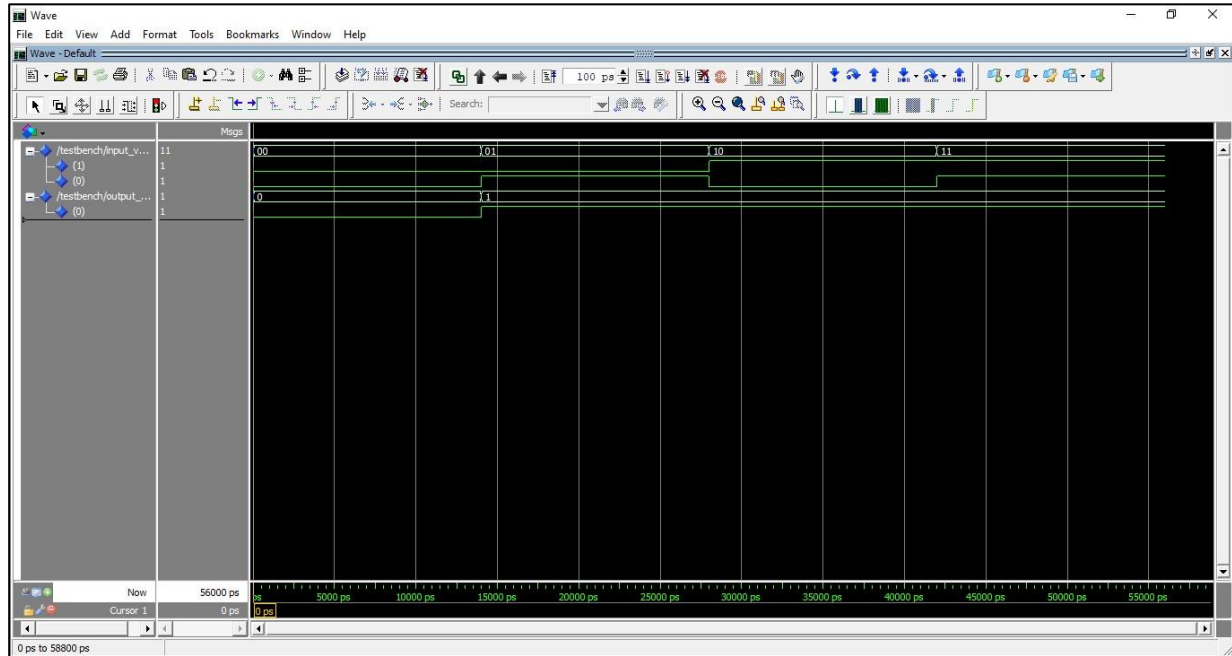 Wave
File Edit View Add Format Tools Bookmarks Window Help
Wave - Default
100 ps
Search:
Msgs
/testbench/input_v... 11 00 01 10 11
(1) 1
(0) 1
/testbench/output_... 1 0 1
(0) 1
Now 56000 ps ps 5000 ps 10000 ps 15000 ps 20000 ps 25000 ps 30000 ps 35000 ps 40000 ps 45000 ps 50000 ps 55000 ps
Cursor 1 0 ps 0 ps
0 ps to 58800 ps